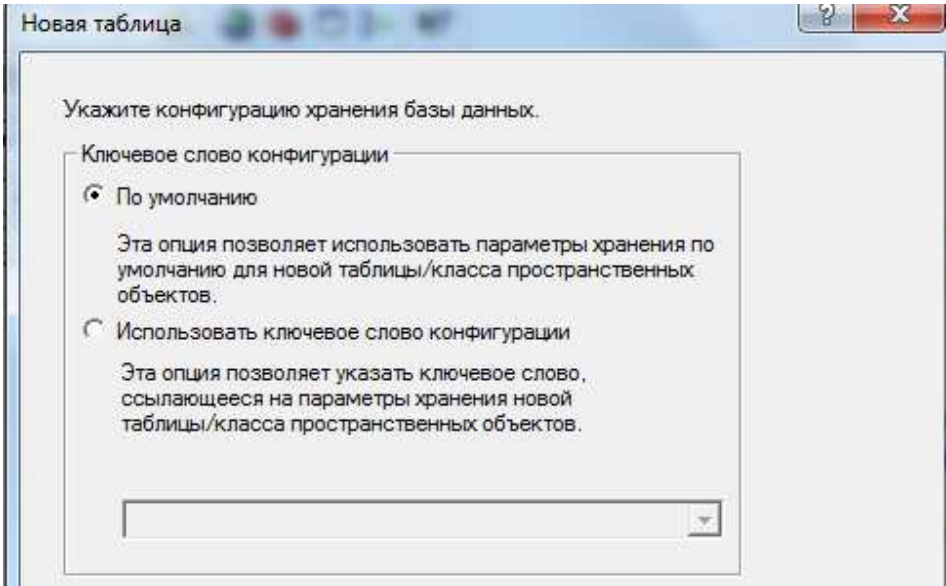 Новая таблица
Укажите конфигурацию хранения базы данных.
Ключевое слово конфигурации
По умолчанию
Эта опция позволяет использовать параметры хранения по
умолчанию для новой таблицы/класса пространственных
объектов.
Использовать ключевое слово конфигурации
Эта опция позволяет указать ключевое слово,
ссылающееся на параметры хранения новой
таблицы/класса пространственных объектов.